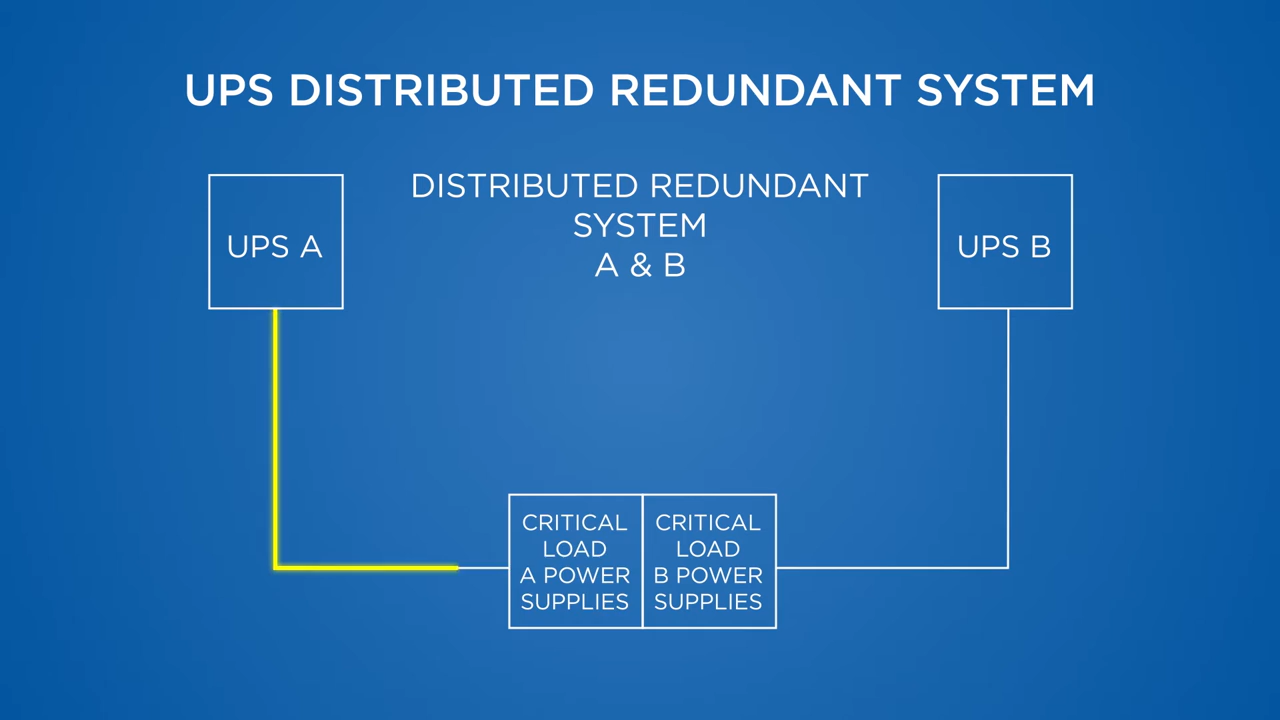 UPS DISTRIBUTED REDUNDANT SYSTEM
UPS A
DISTRIBUTED REDUNDANT
SYSTEM
A & B
UPS B
CRITICAL
LOAD
A POWER
SUPPLIES
CRITICAL
LOAD
B POWER
SUPPLIES